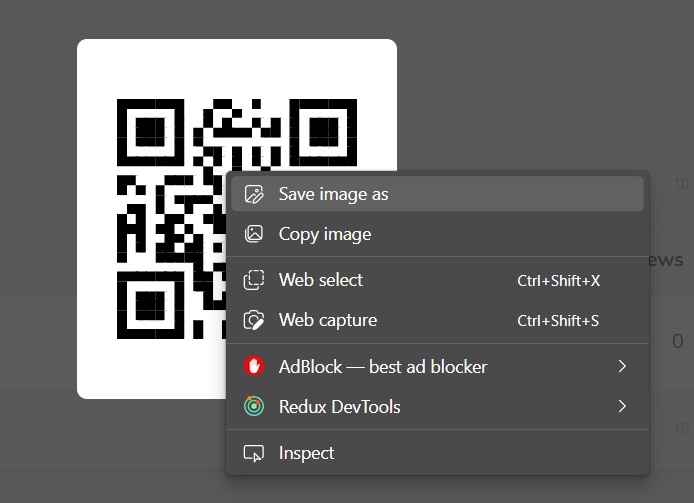 Save image as
10
Copy image
ews
Web select Ctrl+Shift+X
Web capture Ctrl+Shift+S
0
AdBlock — best ad blocker
Redux DevTools
10
Inspect